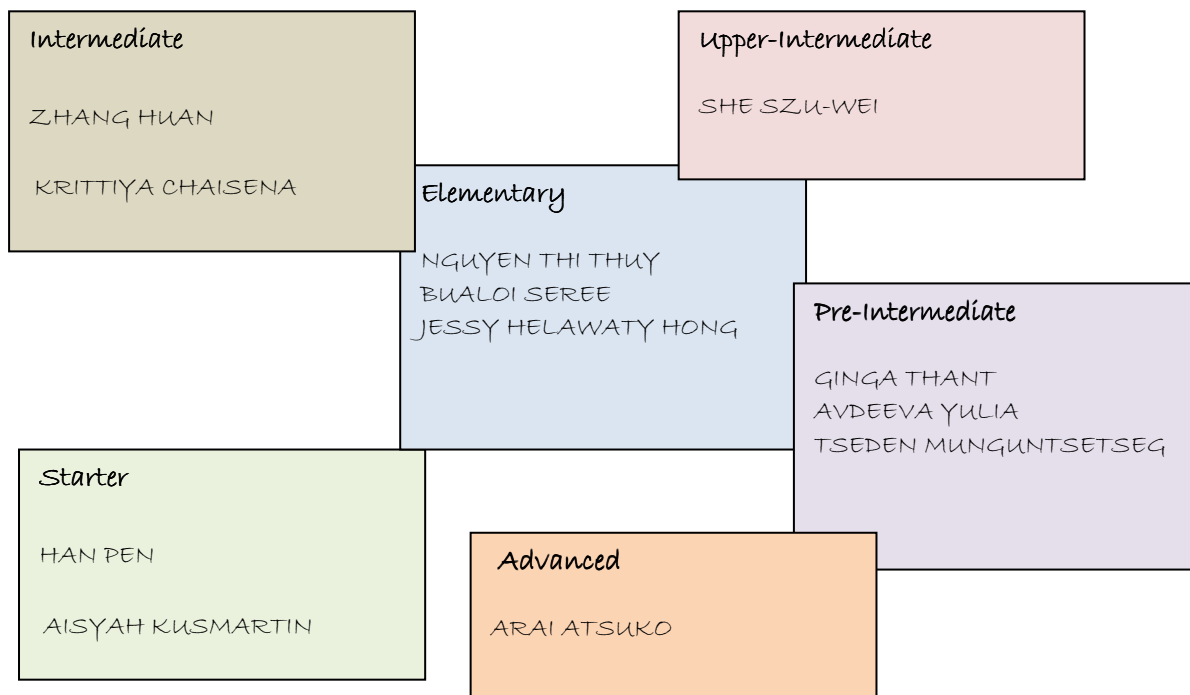 Intermediate
ZHANG HUAN
KRITTIYA CHAISENA
Upper-Intermediate
SHE SZU-WEI
Elementary
NGUYEN THI THUY
BUALOI SEREE
JESSY HELAWATY HONG
Pre-Intermediate
GINGA THANT
AVDEEVA YULIA
TSEDEN MUNGUNTSETSEG
Starter
HAN PEN
AISYAH KUSMARTIN
Advanced
ARAI ATSUKO